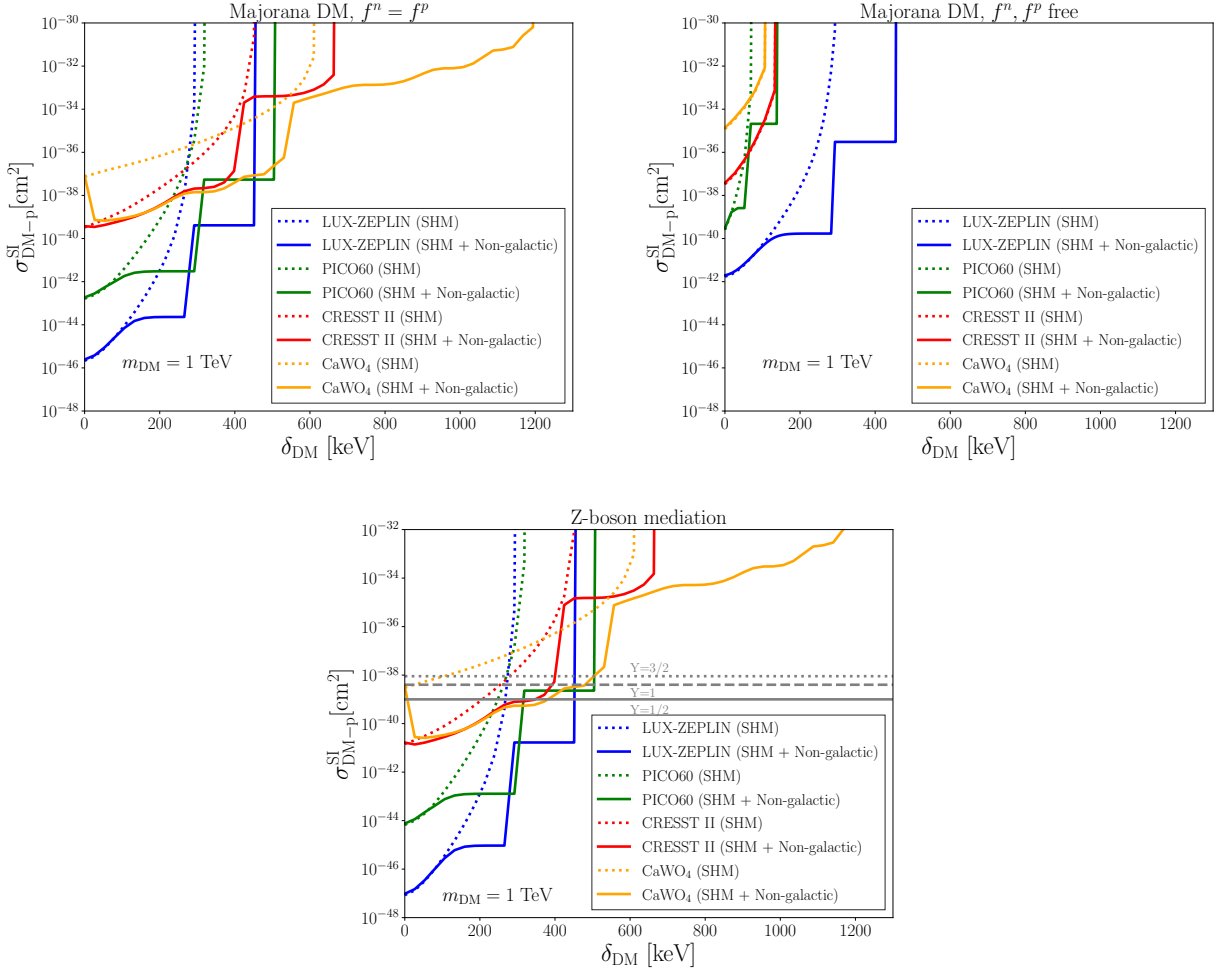 Majorana DM, fⁿ = fᵖ
10⁻³⁰
10⁻³²
10⁻³⁴
10⁻³⁶
10⁻³⁸
10⁻⁴⁰
10⁻⁴²
10⁻⁴⁴
10⁻⁴⁶
10⁻⁴⁸
σ^SI_DM−p [cm²]
LUX-ZEPLIN (SHM)
LUX-ZEPLIN (SHM + Non-galactic)
PICO60 (SHM)
PICO60 (SHM + Non-galactic)
CRESST II (SHM)
CRESST II (SHM + Non-galactic)
CaWO₄ (SHM)
CaWO₄ (SHM + Non-galactic)
m_DM = 1 TeV
0 200 400 600 800 1000 1200
δ_DM [keV]
Majorana DM, fⁿ, fᵖ free
10⁻³⁰
10⁻³²
10⁻³⁴
10⁻³⁶
10⁻³⁸
10⁻⁴⁰
10⁻⁴²
10⁻⁴⁴
10⁻⁴⁶
10⁻⁴⁸
σ^SI_DM−p [cm²]
LUX-ZEPLIN (SHM)
LUX-ZEPLIN (SHM + Non-galactic)
PICO60 (SHM)
PICO60 (SHM + Non-galactic)
CRESST II (SHM)
CRESST II (SHM + Non-galactic)
CaWO₄ (SHM)
CaWO₄ (SHM + Non-galactic)
m_DM = 1 TeV
0 200 400 600 800 1000 1200
δ_DM [keV]
Z-boson mediation
10⁻³²
10⁻³⁴
10⁻³⁶
10⁻³⁸
10⁻⁴⁰
10⁻⁴²
10⁻⁴⁴
10⁻⁴⁶
10⁻⁴⁸
σ^SI_DM−p [cm²]
Y=3/2
Y=1
Y=1/2
LUX-ZEPLIN (SHM)
LUX-ZEPLIN (SHM + Non-galactic)
PICO60 (SHM)
PICO60 (SHM + Non-galactic)
CRESST II (SHM)
CRESST II (SHM + Non-galactic)
CaWO₄ (SHM)
CaWO₄ (SHM + Non-galactic)
m_DM = 1 TeV
0 200 400 600 800 1000 1200
δ_DM [keV]